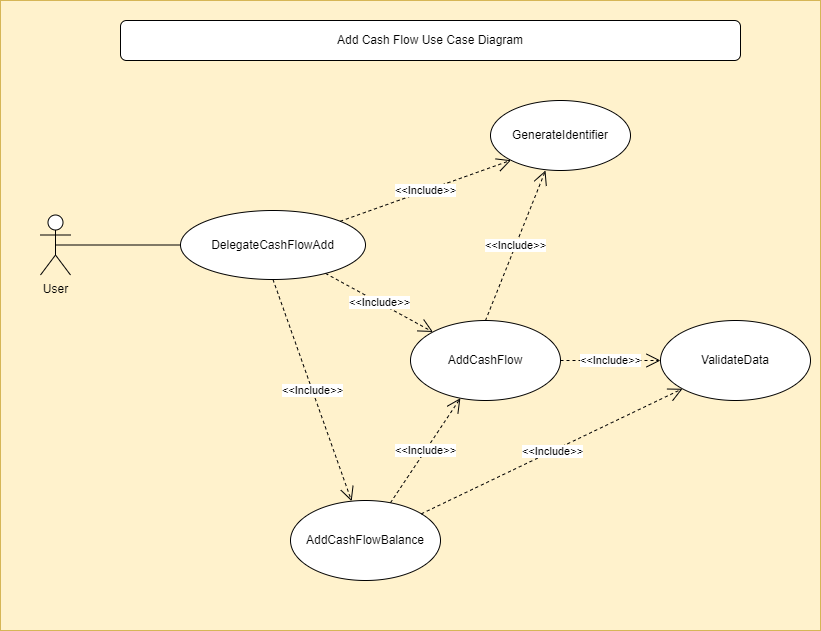 Add Cash Flow Use Case Diagram
GenerateIdentifier
<<Include>>
DelegateCashFlowAdd
<<Include>>
User
<<Include>>
AddCashFlow
<<Include>>
ValidateData
<<Include>>
<<Include>>
<<Include>>
AddCashFlowBalance